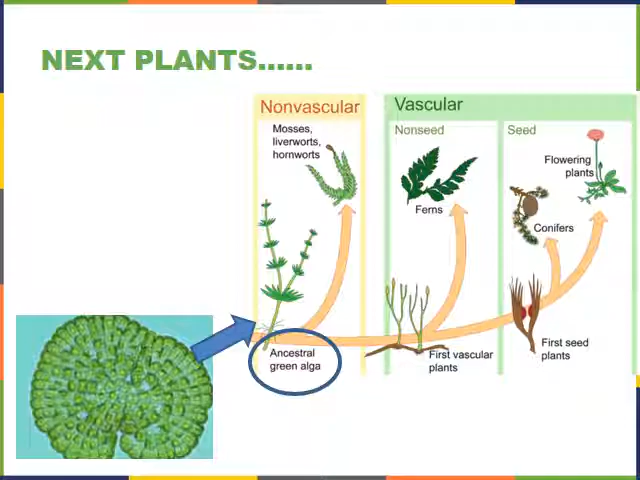 NEXT PLANTS......
Nonvascular
Vascular
Mosses,
liverworts,
hornworts
Nonseed
Seed
Flowering
plants
Ferns
Conifers
Ancestral
green alga
First vascular
plants
First seed
plants